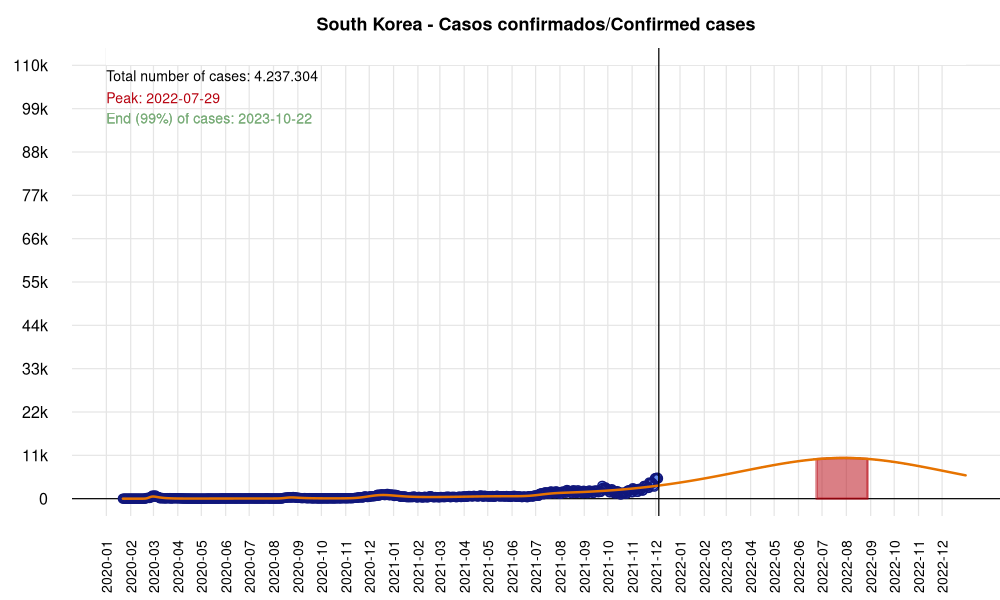 South Korea - Casos confirmados/Confirmed cases
Total number of cases: 4.237.304
Peak: 2022-07-29
End (99%) of cases: 2023-10-22
110k
99k
88k
77k
66k
55k
44k
33k
22k
11k
0
2020-01
2020-02
2020-03
2020-04
2020-05
2020-06
2020-07
2020-08
2020-09
2020-10
2020-11
2020-12
2021-01
2021-02
2021-03
2021-04
2021-05
2021-06
2021-07
2021-08
2021-09
2021-10
2021-11
2021-12
2022-01
2022-02
2022-03
2022-04
2022-05
2022-06
2022-07
2022-08
2022-09
2022-10
2022-11
2022-12